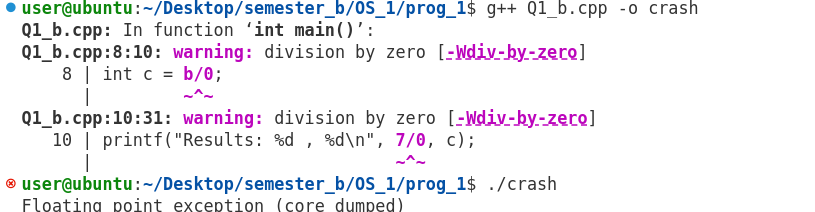 user@ubuntu:~/Desktop/semester_b/OS_1/prog_1$ g++ Q1_b.cpp -o crash
Q1_b.cpp: In function ‘int main()’:
Q1_b.cpp:8:10: warning: division by zero [-Wdiv-by-zero]
    8 | int c = b/0;
      |         ~^~
Q1_b.cpp:10:31: warning: division by zero [-Wdiv-by-zero]
   10 | printf("Results: %d , %d\n", 7/0, c);
      |                              ~^~
user@ubuntu:~/Desktop/semester_b/OS_1/prog_1$ ./crash
Floating point exception (core dumped)